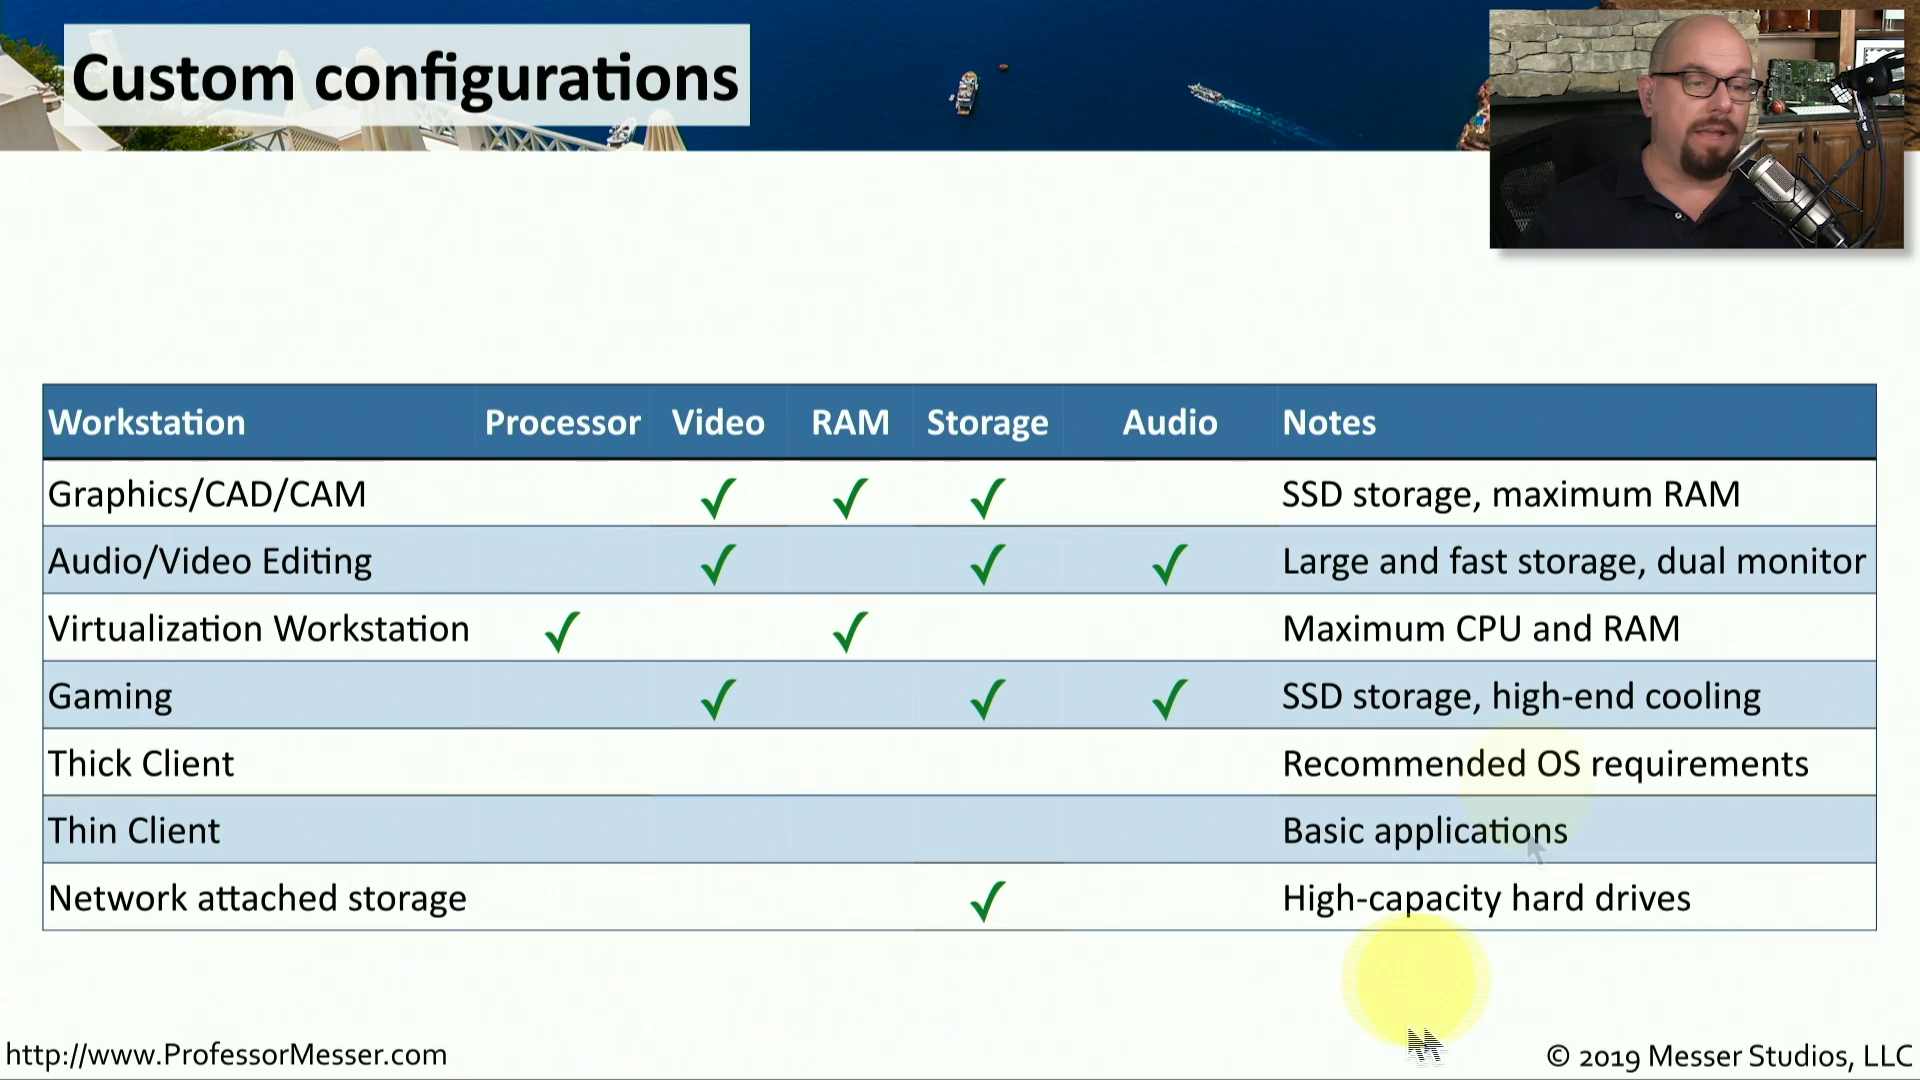 Custom configurations
Workstation Processor Video RAM Storage Audio Notes
Graphics/CAD/CAM ✓ ✓ ✓ SSD storage, maximum RAM
Audio/Video Editing ✓ ✓ ✓ Large and fast storage, dual monitor
Virtualization Workstation ✓ ✓ Maximum CPU and RAM
Gaming ✓ ✓ ✓ SSD storage, high-end cooling
Thick Client Recommended OS requirements
Thin Client Basic applications
Network attached storage ✓ High-capacity hard drives
http://www.ProfessorMesser.com © 2019 Messer Studios, LLC